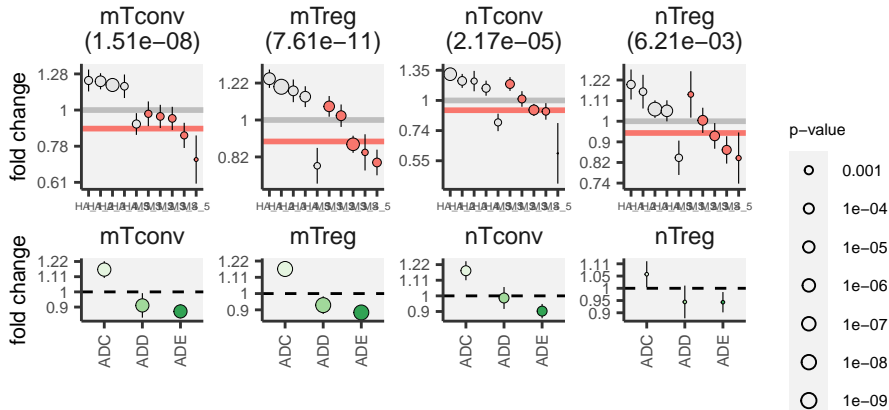 mTconv
(1.51e−08)
mTreg
(7.61e−11)
nTconv
(2.17e−05)
nTreg
(6.21e−03)
fold change
1.28
1
0.78
0.61
1.22
1
0.82
1.35
1
0.74
0.55
1.22
1.11
1
0.9
0.82
0.74
mTconv
mTreg
nTconv
nTreg
fold change
1.22
1.11
1
0.9
1.22
1.11
1
0.9
1.22
1.11
1
0.9
1.11
1.05
1
0.95
0.9
ADC
ADD
ADE
ADC
ADD
ADE
ADC
ADD
ADE
ADC
ADD
ADE
p−value
0.001
1e−04
1e−05
1e−06
1e−07
1e−08
1e−09